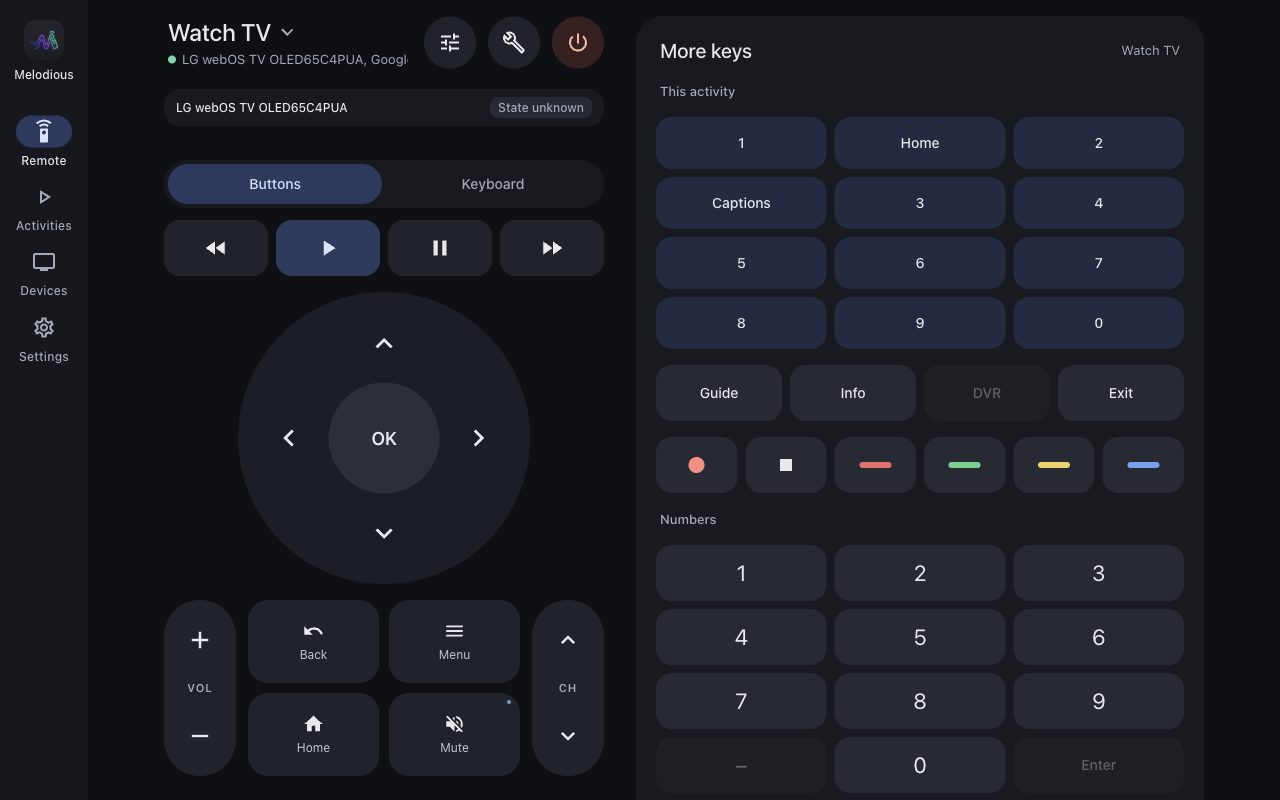 Melodious
Remote
Activities
Devices
Settings
Watch TV
LG webOS TV OLED65C4PUA, Googl
LG webOS TV OLED65C4PUA
State unknown
Buttons
Keyboard
OK
VOL
Back
Menu
Home
Mute
CH
More keys
Watch TV
This activity
1
Home
2
Captions
3
4
5
6
7
8
9
0
Guide
Info
DVR
Exit
Numbers
1
2
3
4
5
6
7
8
9
–
0
Enter